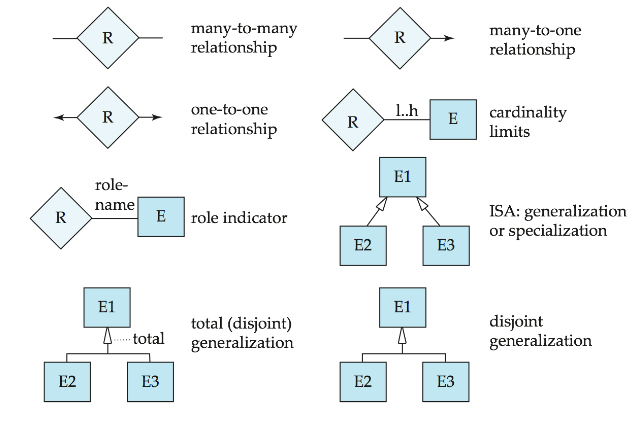 R
many-to-many
relationship
R
many-to-one
relationship
R
one-to-one
relationship
R
l..h
E
cardinality
limits
R
role-
name
E
role indicator
E1
E2
E3
ISA: generalization
or specialization
E1
total
E2
E3
total (disjoint)
generalization
E1
E2
E3
disjoint
generalization